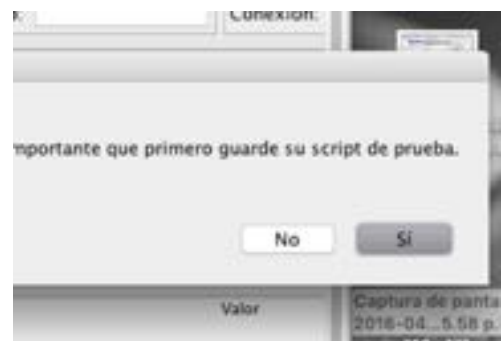 Conexión:
mportante que primero guarde su script de prueba.
No
Sí
Valor
Captura de panta
2016-04...5.58 p.